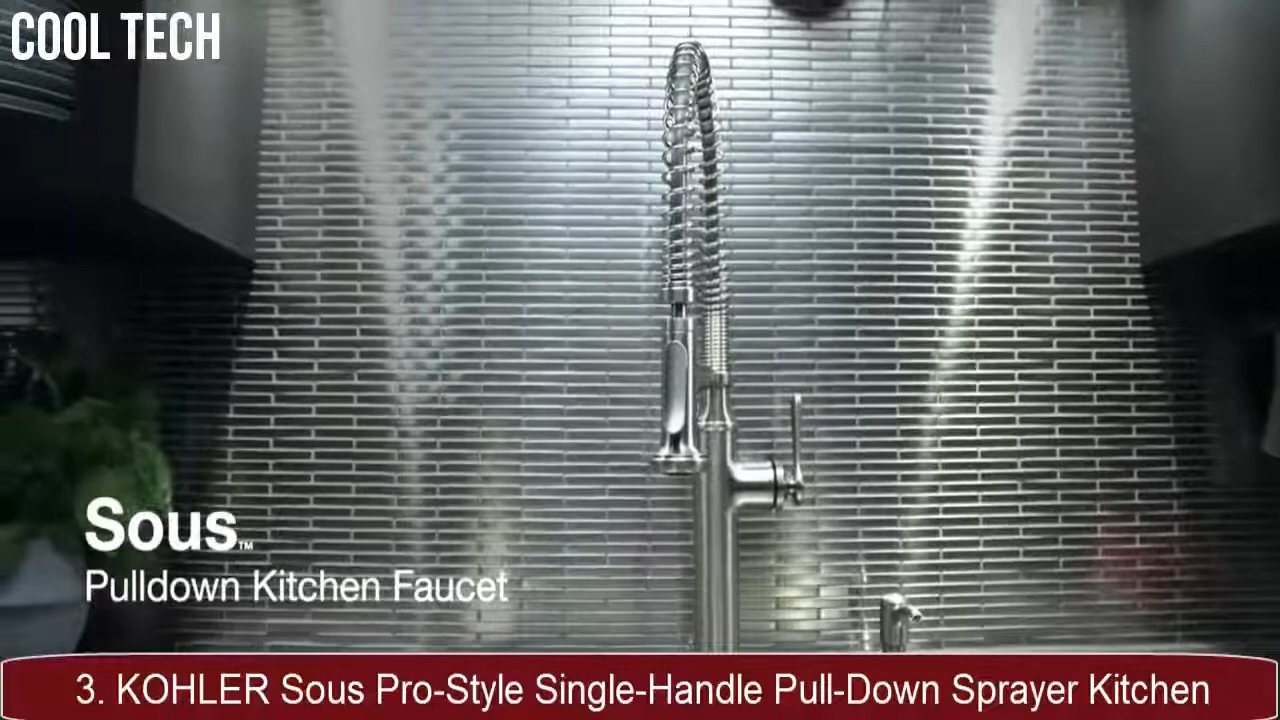 COOL TECH
Sous™
Pulldown Kitchen Faucet
3. KOHLER Sous Pro-Style Single-Handle Pull-Down Sprayer Kitchen